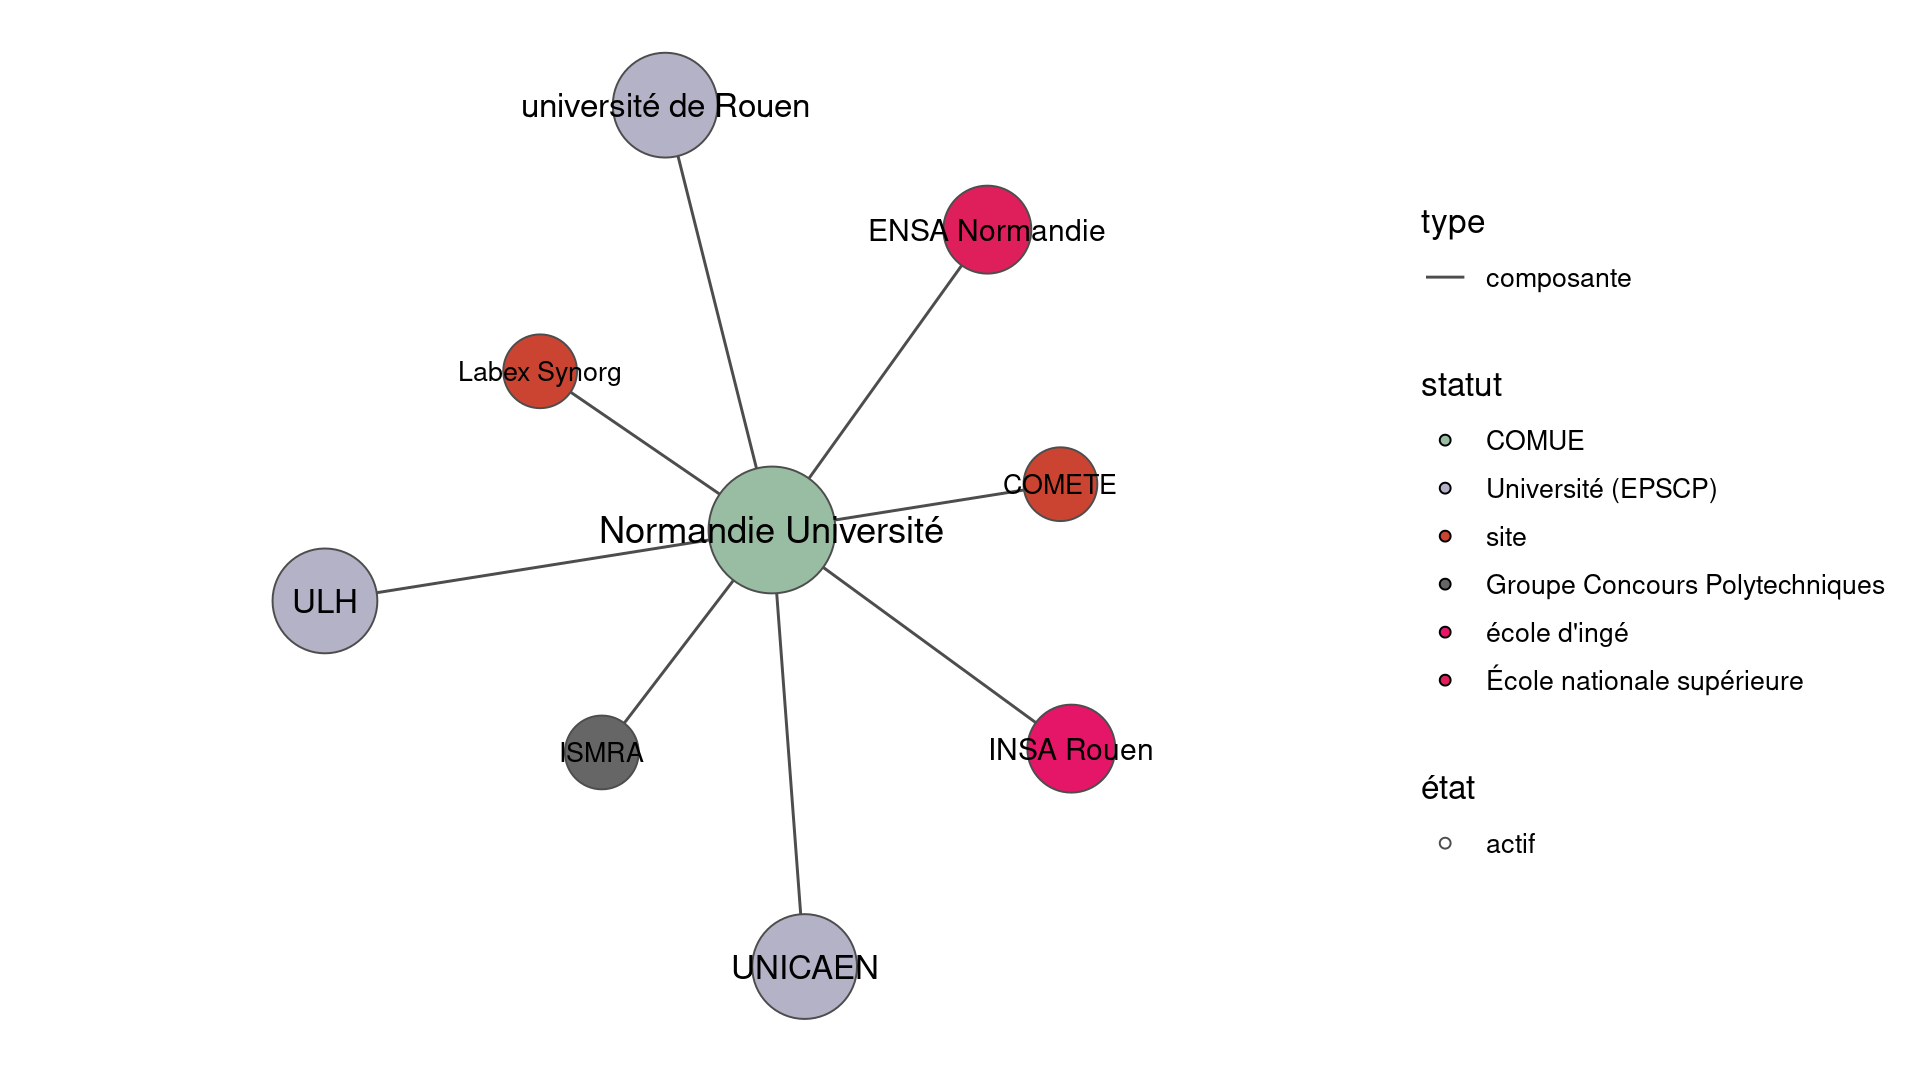 université de Rouen
ENSA Normandie
Labex Synorg
COMETE
Normandie Université
ULH
ISMRA
INSA Rouen
UNICAEN
type
composante
statut
COMUE
Université (EPSCP)
site
Groupe Concours Polytechniques
école d'ingé
École nationale supérieure
état
actif